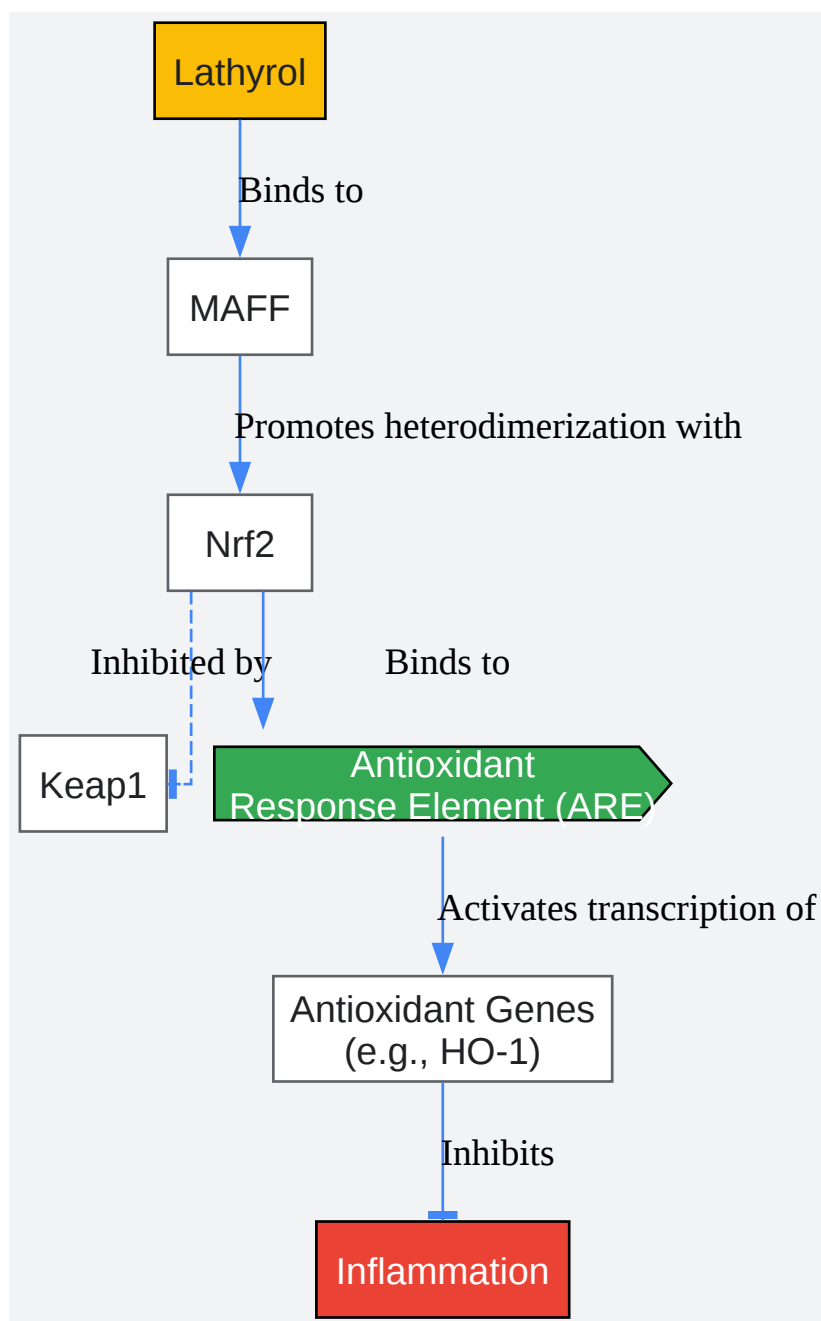 Lathyrol
Binds to
MAFF
Promotes heterodimerization with
Nrf2
Inhibited by
Binds to
Keap1
Antioxidant
Response Element (ARE)
Activates transcription of
Antioxidant Genes
(e.g., HO-1)
Inhibits
Inflammation